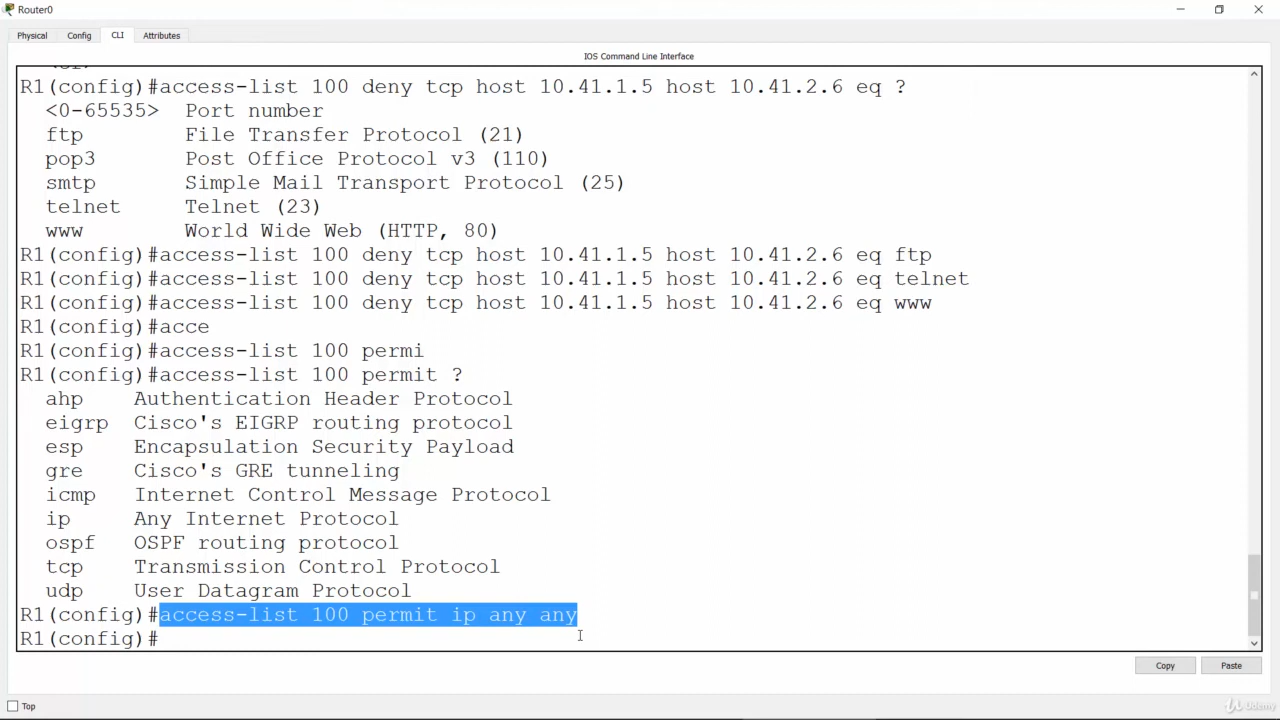 Router0
Physical Config CLI Attributes
IOS Command Line Interface
R1(config)#access-list 100 deny tcp host 10.41.1.5 host 10.41.2.6 eq ?
<0-65535> Port number
ftp File Transfer Protocol (21)
pop3 Post Office Protocol v3 (110)
smtp Simple Mail Transport Protocol (25)
telnet Telnet (23)
www World Wide Web (HTTP, 80)
R1(config)#access-list 100 deny tcp host 10.41.1.5 host 10.41.2.6 eq ftp
R1(config)#access-list 100 deny tcp host 10.41.1.5 host 10.41.2.6 eq telnet
R1(config)#access-list 100 deny tcp host 10.41.1.5 host 10.41.2.6 eq www
R1(config)#acce
R1(config)#access-list 100 permi
R1(config)#access-list 100 permit ?
ahp Authentication Header Protocol
eigrp Cisco's EIGRP routing protocol
esp Encapsulation Security Payload
gre Cisco's GRE tunneling
icmp Internet Control Message Protocol
ip Any Internet Protocol
ospf OSPF routing protocol
tcp Transmission Control Protocol
udp User Datagram Protocol
R1(config)#access-list 100 permit ip any any
R1(config)#
Copy Paste
Top
Udemy